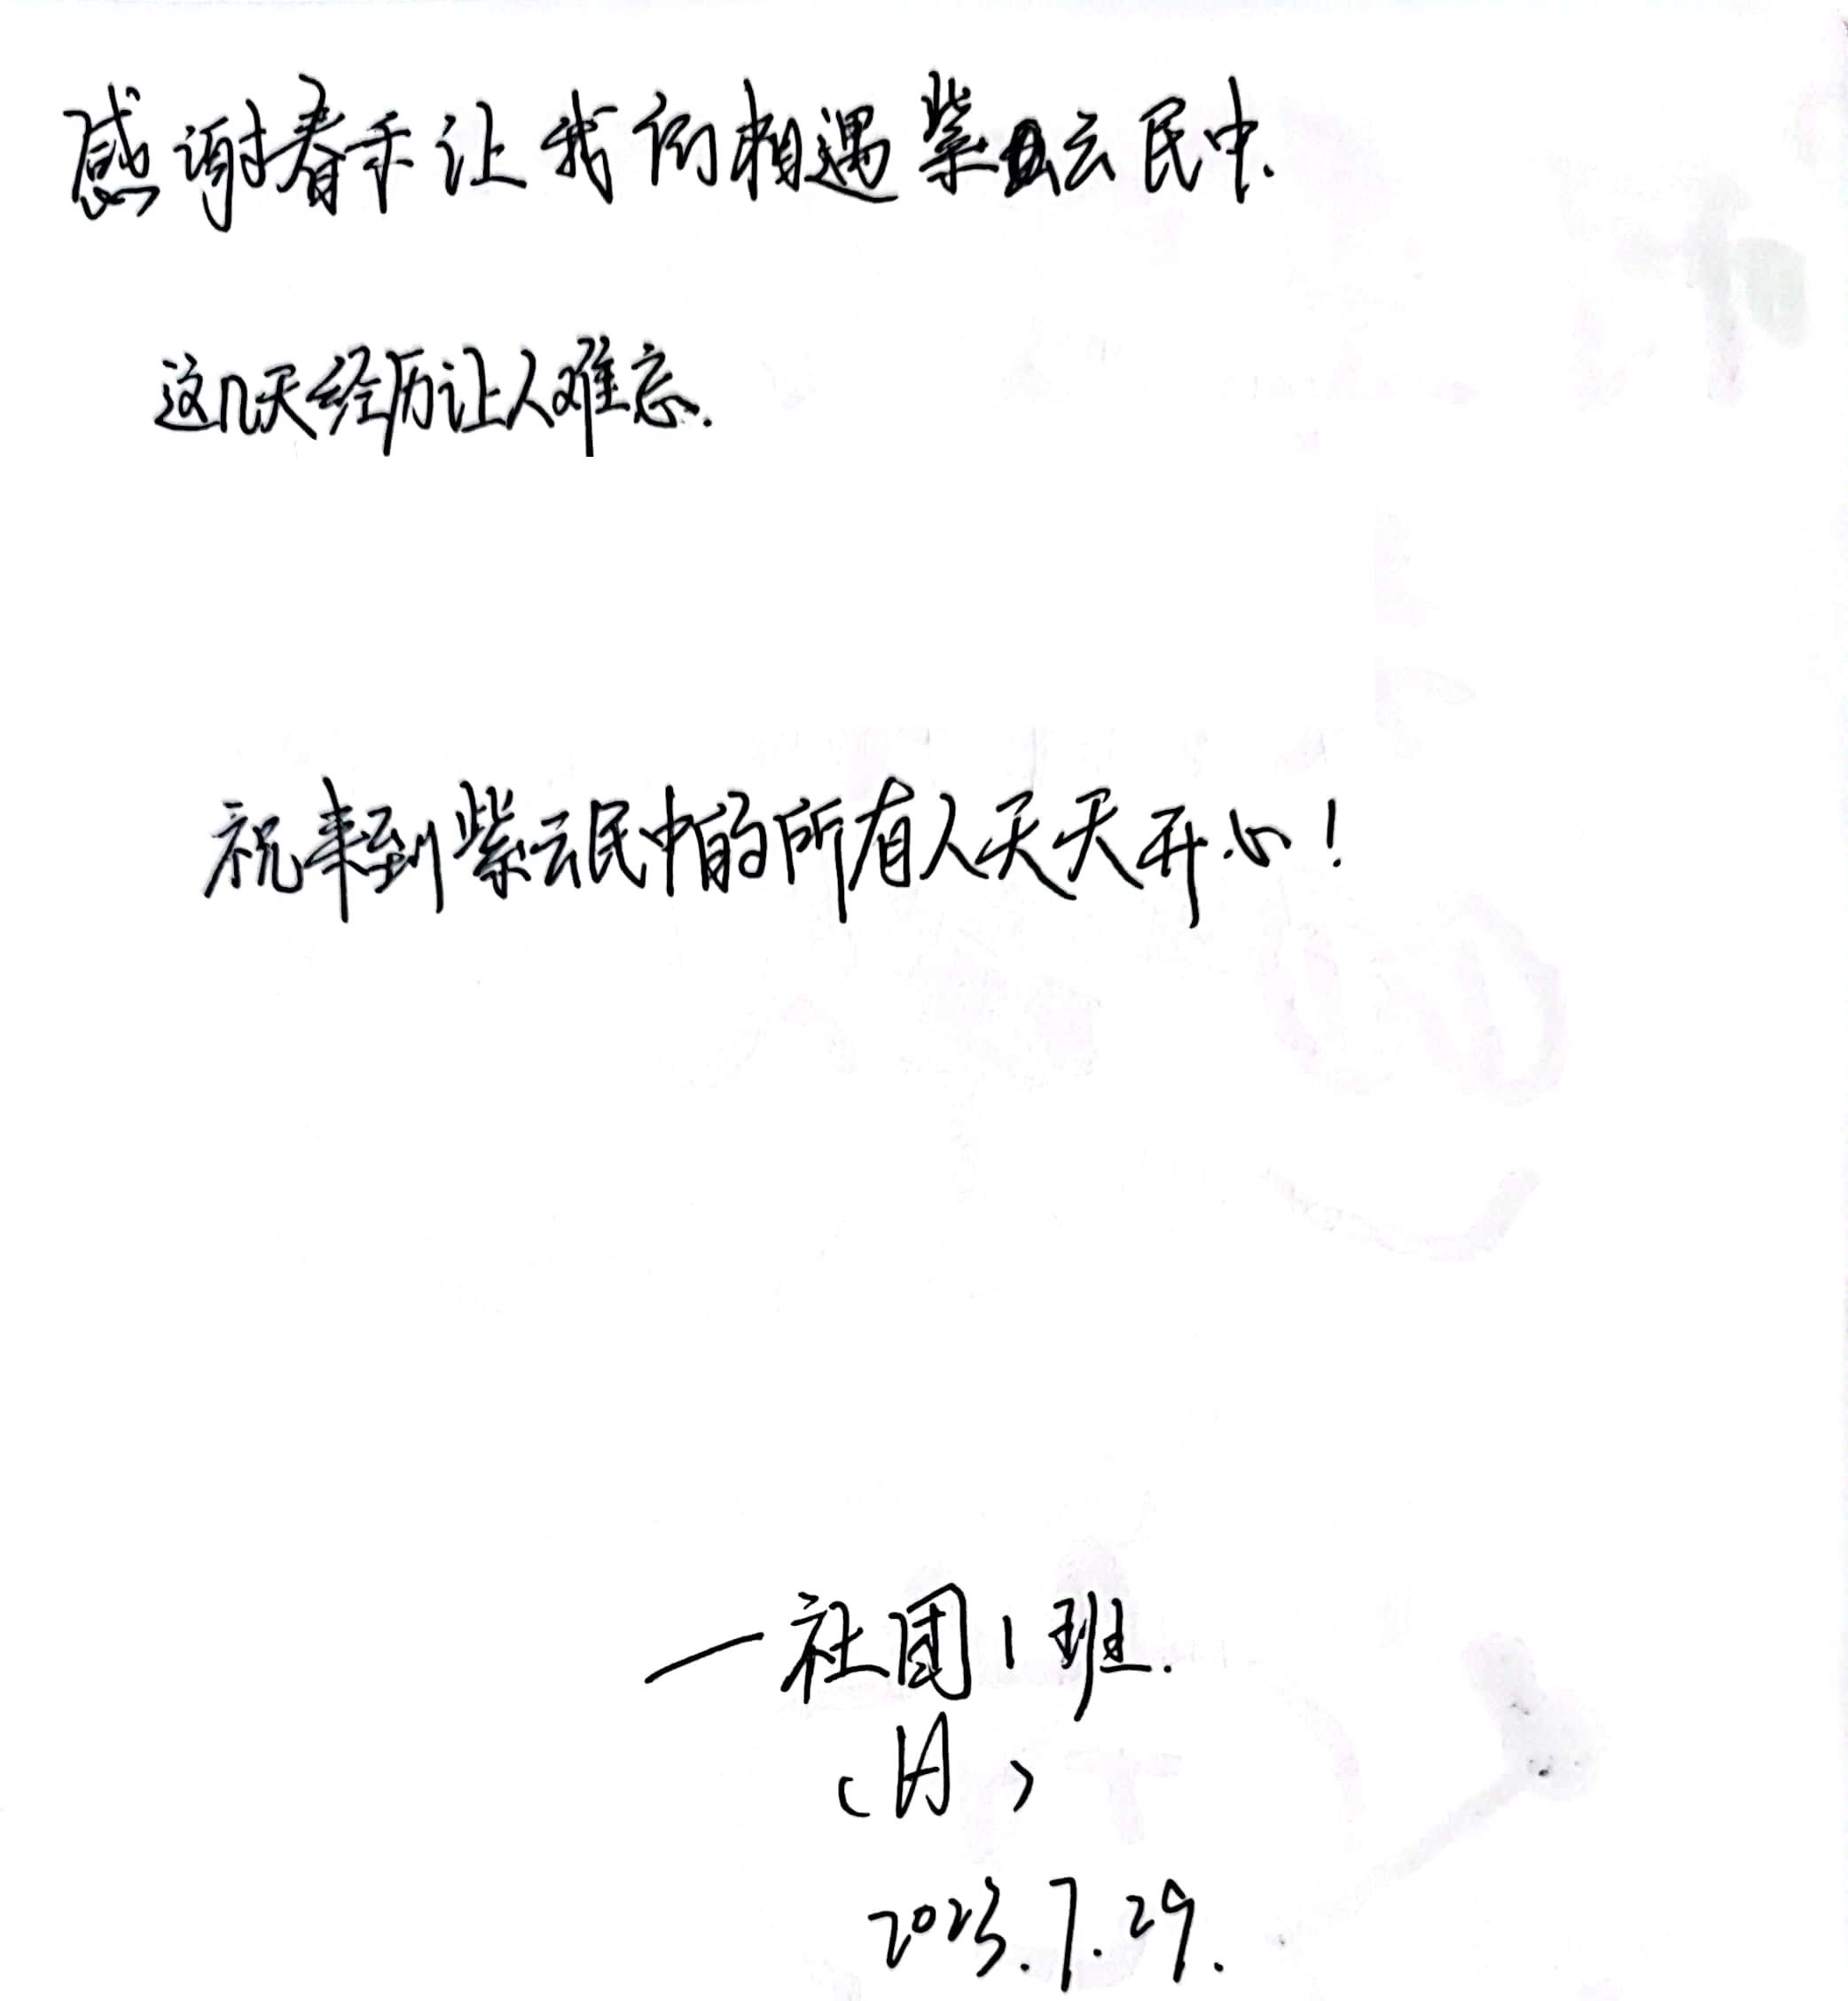 感谢春禾让我们相遇紫云民中.
这几天经历让人难忘.
祝来到紫云民中的所有人天天开心!
—社团1班.
(A)
2023.7.29.